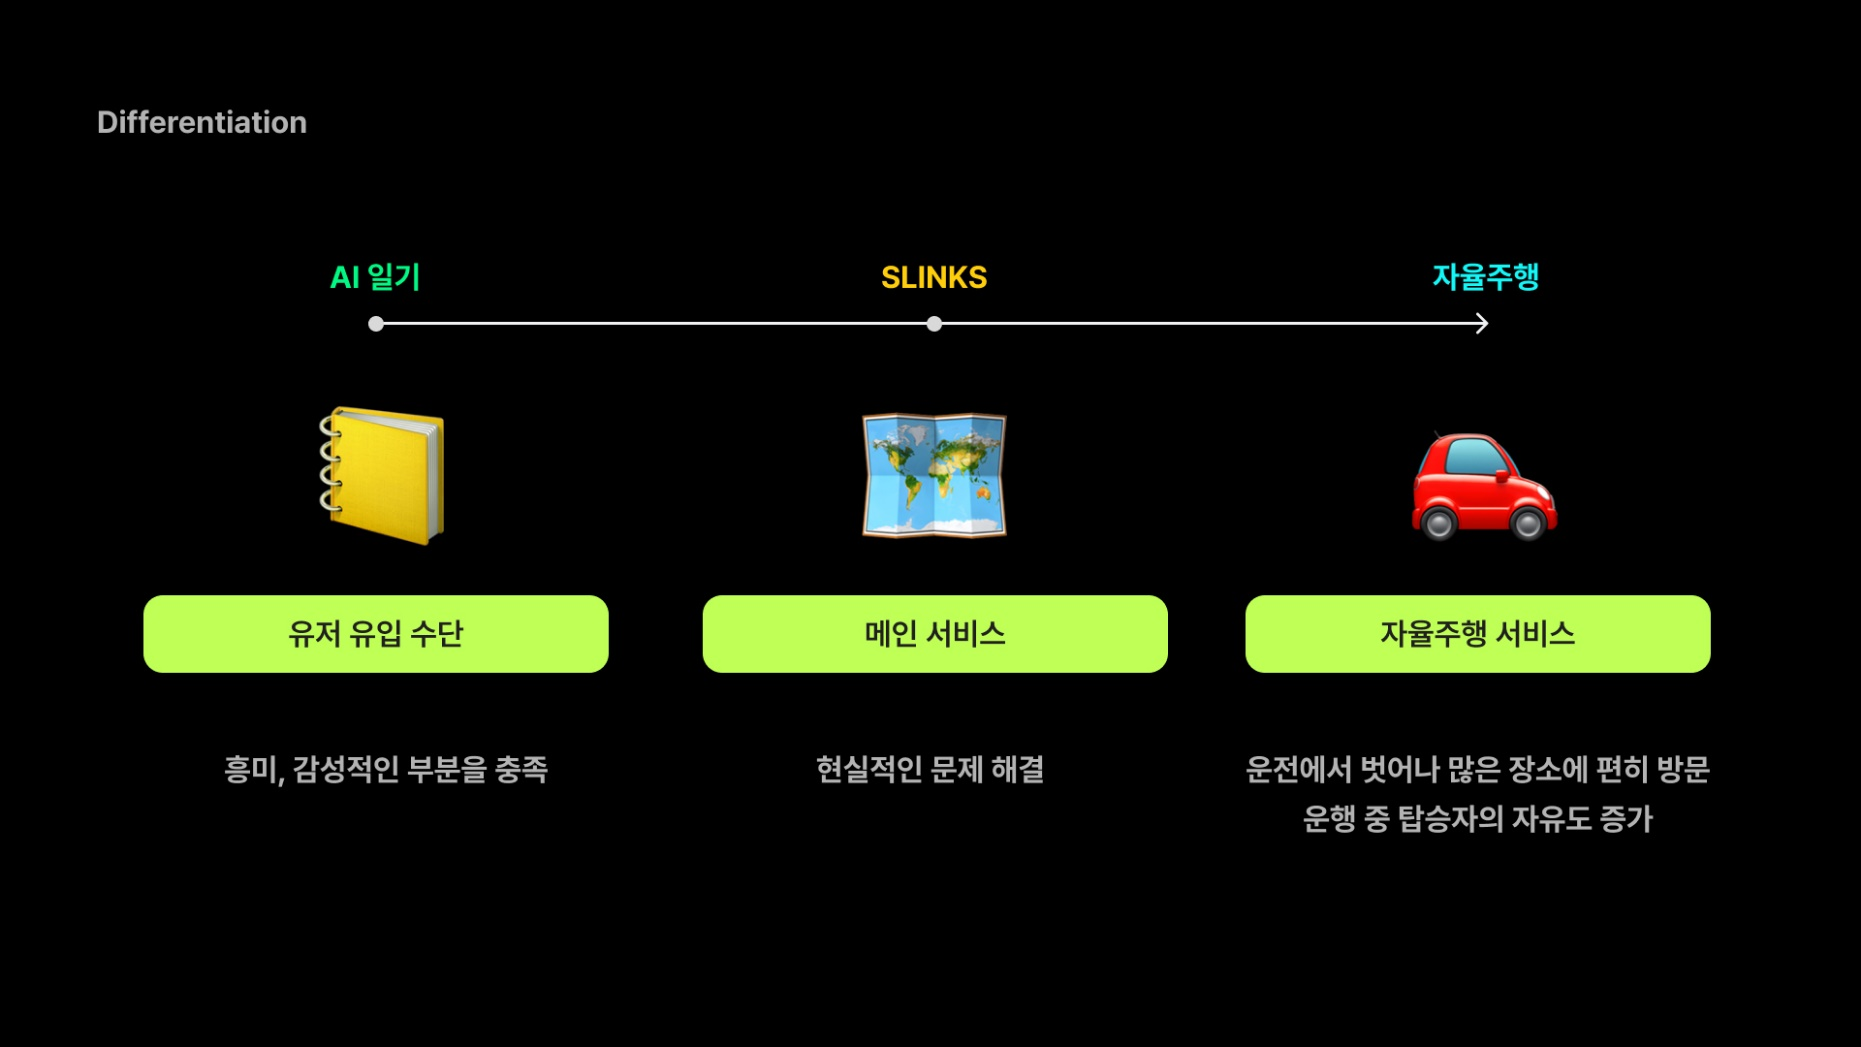 Differentiation
AI 일기
SLINKS
자율주행
유저 유입 수단
메인 서비스
자율주행 서비스
흥미, 감성적인 부분을 충족
현실적인 문제 해결
운전에서 벗어나 많은 장소에 편히 방문
운행 중 탑승자의 자유도 증가